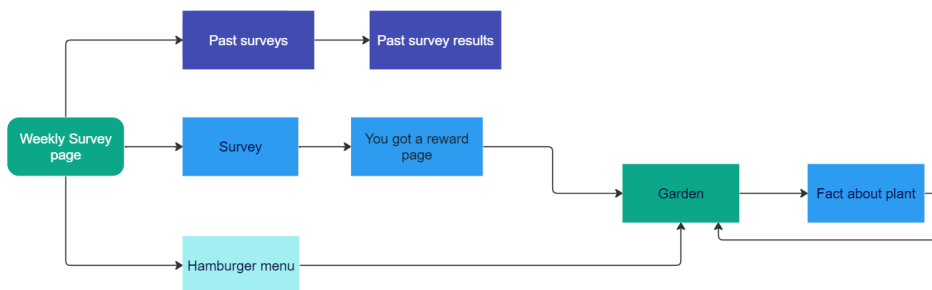 Past surveys
Past survey results
Weekly Survey
page
Survey
You got a reward
page
Garden
Fact about plant
Hamburger menu